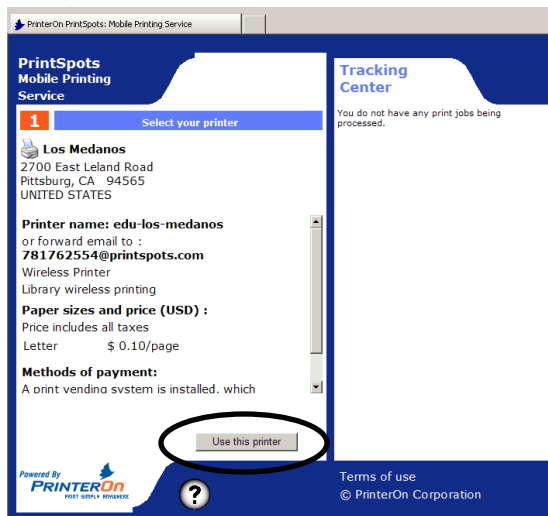 PrinterOn PrintSpots: Mobile Printing Service
PrintSpots
Mobile Printing
Service
1 Select your printer
Los Medanos
2700 East Leland Road
Pittsburg, CA 94565
UNITED STATES
Printer name: edu-los-medanos
or forward email to :
781762554@printspots.com
Wireless Printer
Library wireless printing
Paper sizes and price (USD) :
Price includes all taxes
Letter $ 0.10/page
Methods of payment:
A print vending system is installed, which
Use this printer
Powered By
PRINTERON
PRINT SIMPLY ANYWHERE
?
Tracking
Center
You do not have any print jobs being
processed.
Terms of use
© PrinterOn Corporation